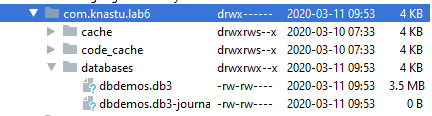 com.knastu.lab6 drwx------ 2020-03-11 09:53 4 KB
cache drwxrws--x 2020-03-10 07:33 4 KB
code_cache drwxrws--x 2020-03-10 07:33 4 KB
databases drwxrwx--x 2020-03-11 09:53 4 KB
dbdemos.db3 -rw-rw---- 2020-03-11 09:53 3.5 MB
dbdemos.db3-journa -rw-rw---- 2020-03-11 09:53 0 B